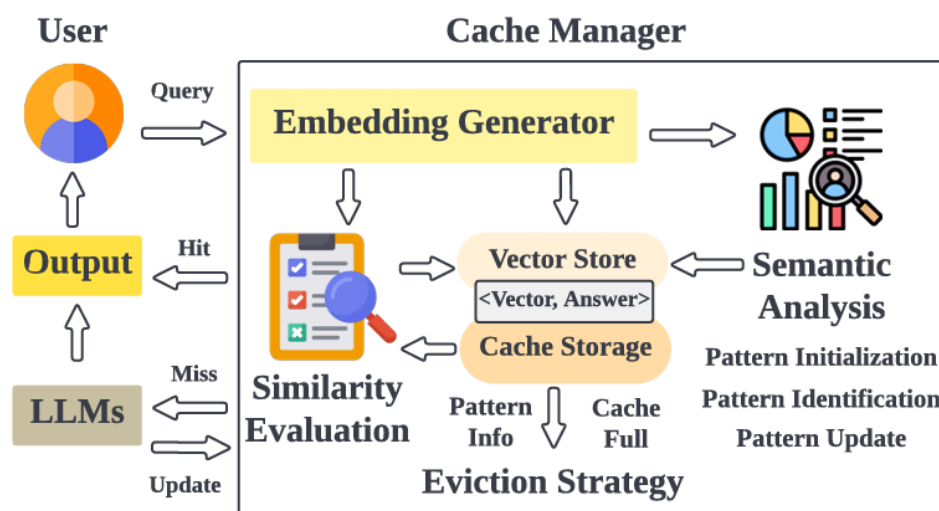 User
Cache Manager
Query
Embedding Generator
Hit
Output
Vector Store
<Vector, Answer>
Cache Storage
Semantic
Analysis
Pattern Initialization
Pattern Identification
Pattern Update
Similarity
Evaluation
Miss
LLMs
Update
Pattern
Info
Cache
Full
Eviction Strategy